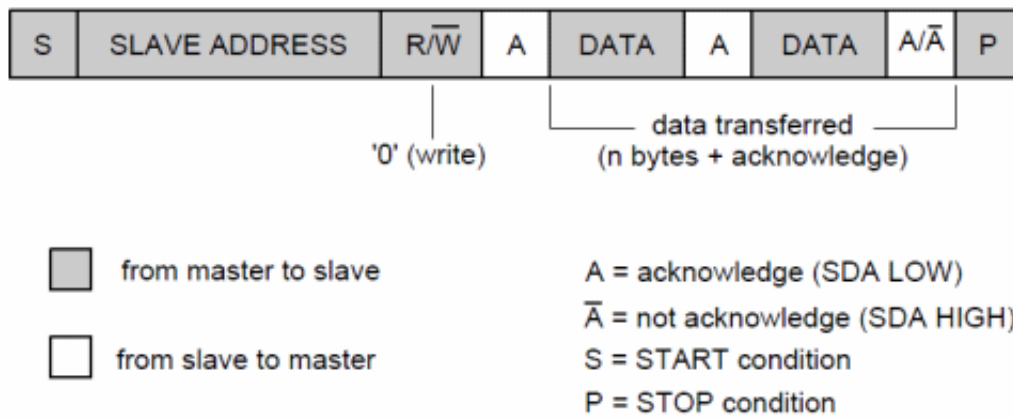 S SLAVE ADDRESS R/W̅ A DATA A DATA A/A̅ P
data transferred
'0' (write) (n bytes + acknowledge)
from master to slave
A = acknowledge (SDA LOW)
A̅ = not acknowledge (SDA HIGH)
from slave to master
S = START condition
P = STOP condition